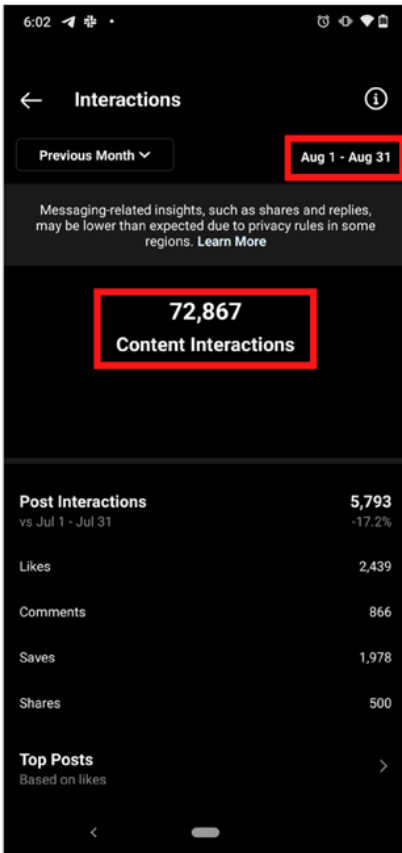 6:02
Interactions
Previous Month
Aug 1 - Aug 31
Messaging-related insights, such as shares and replies,
may be lower than expected due to privacy rules in some
regions. Learn More
72,867
Content Interactions
Post Interactions 5,793
vs Jul 1 - Jul 31 -17.2%
Likes 2,439
Comments 866
Saves 1,978
Shares 500
Top Posts
Based on likes